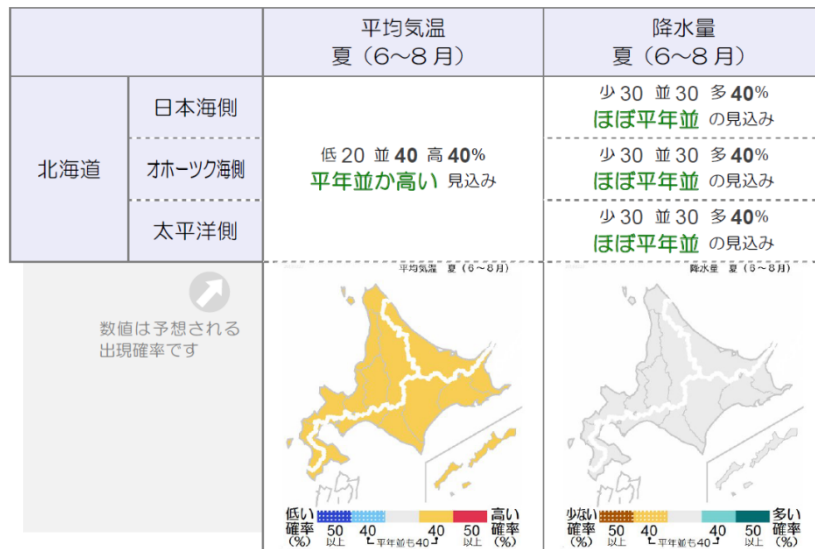 平均気温
夏（6～8月）
降水量
夏（6～8月）
北海道
日本海側
オホーツク海側
太平洋側
低20 並40 高40%
平年並か高い 見込み
少30 並30 多40%
ほぼ平年並 の見込み
少30 並30 多40%
ほぼ平年並 の見込み
少30 並30 多40%
ほぼ平年並 の見込み
数値は予想される
出現確率です
平均気温 夏（6～8月）
低い
確率
(%)
50
以上
40
平年並も40
40
50
以上
高い
確率
(%)
降水量 夏（6～8月）
少ない
確率
(%)
50
以上
40
平年並も40
40
50
以上
多い
確率
(%)